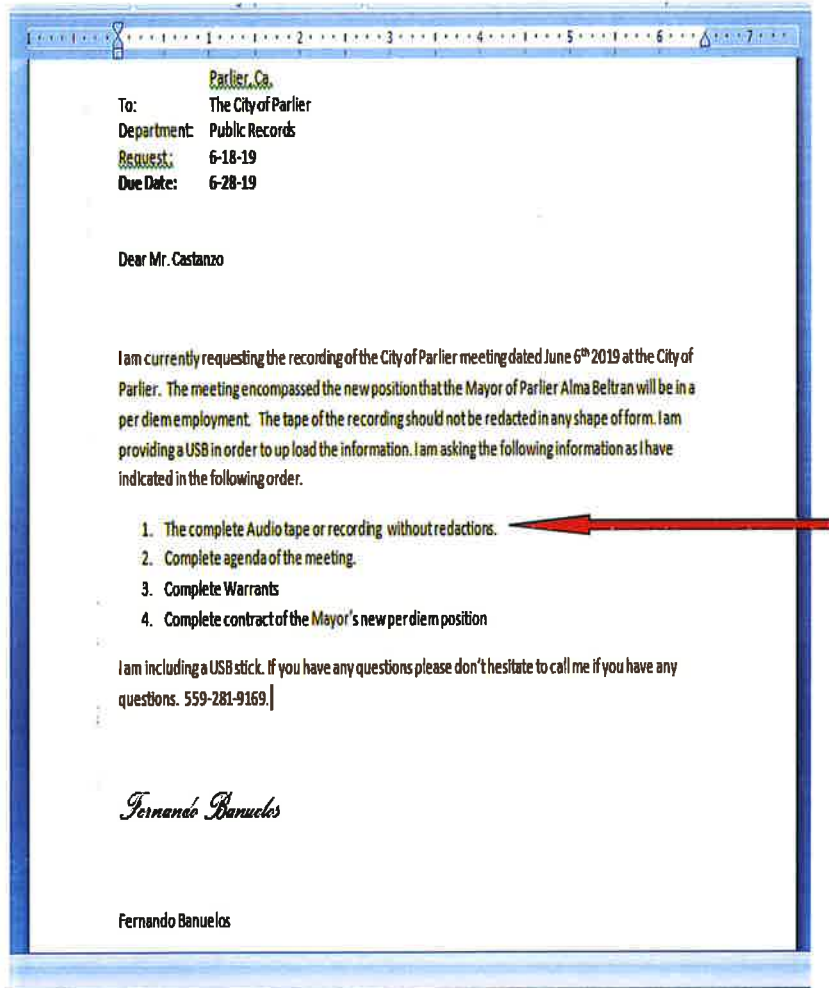 1 2 3 4 5 6 7
Parlier, Ca.
To: The City of Parlier
Department: Public Records
Request: 6-18-19
Due Date: 6-28-19
Dear Mr. Castanzo
I am currently requesting the recording of the City of Parlier meeting dated June 6th 2019 at the City of
Parlier. The meeting encompassed the new position that the Mayor of Parlier Alma Beltran will be in a
per diem employment. The tape of the recording should not be redacted in any shape of form. I am
providing a USB in order to up load the information. I am asking the following information as I have
indicated in the following order.
1. The complete Audio tape or recording without redactions.
2. Complete agenda of the meeting.
3. Complete Warrants
4. Complete contract of the Mayor's new per diem position
I am including a USB stick. If you have any questions please don't hesitate to call me if you have any
questions. 559-281-9169.
Fernando Banuelos
Fernando Banuelos